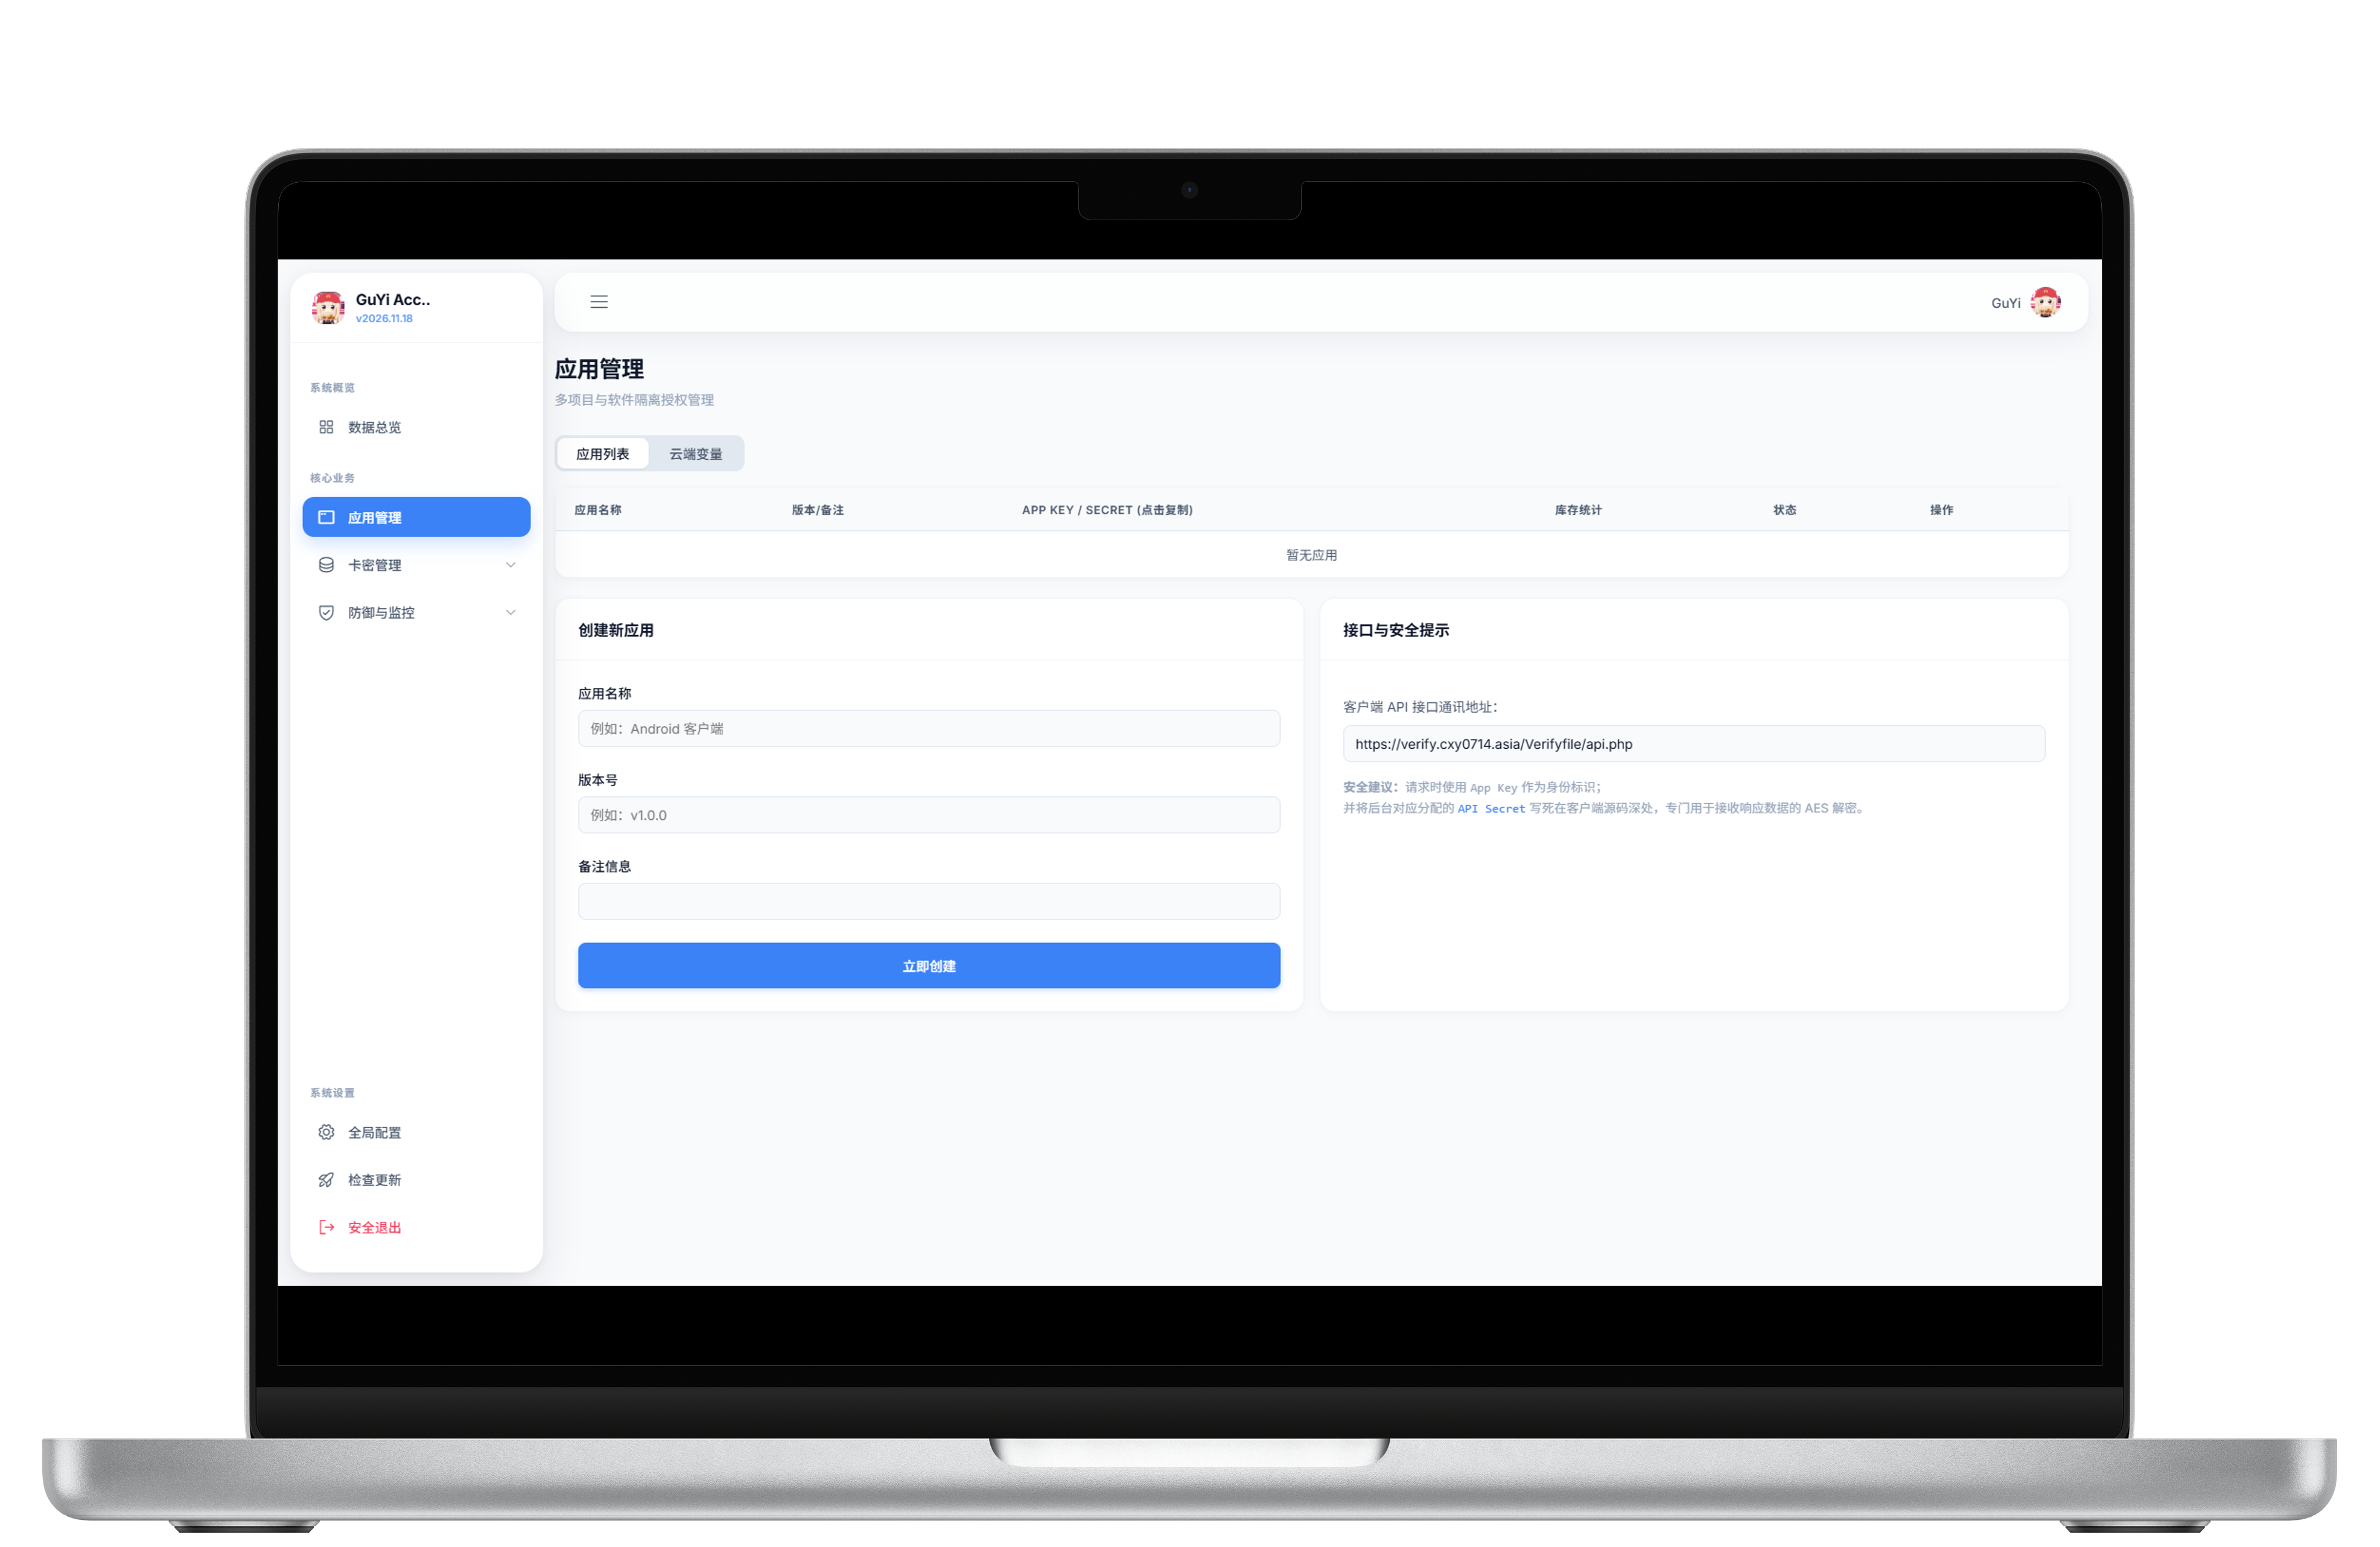 GuYi Acc..
v2026.11.18
系统概览
数据总览
核心业务
应用管理
卡密管理
防御与监控
系统设置
全局配置
检查更新
安全退出
GuYi
应用管理
多项目与软件隔离授权管理
应用列表 云端变量
应用名称 版本/备注 APP KEY / SECRET (点击复制) 库存统计 状态 操作
暂无应用
创建新应用
应用名称
例如：Android 客户端
版本号
例如：v1.0.0
备注信息
立即创建
接口与安全提示
客户端 API 接口通讯地址：
https://verify.cxy0714.asia/Verifyfile/api.php
安全建议：请求时使用 App Key 作为身份标识；
并将后台对应分配的 API Secret 写死在客户端源码深处，专门用于接收响应数据的 AES 解密。